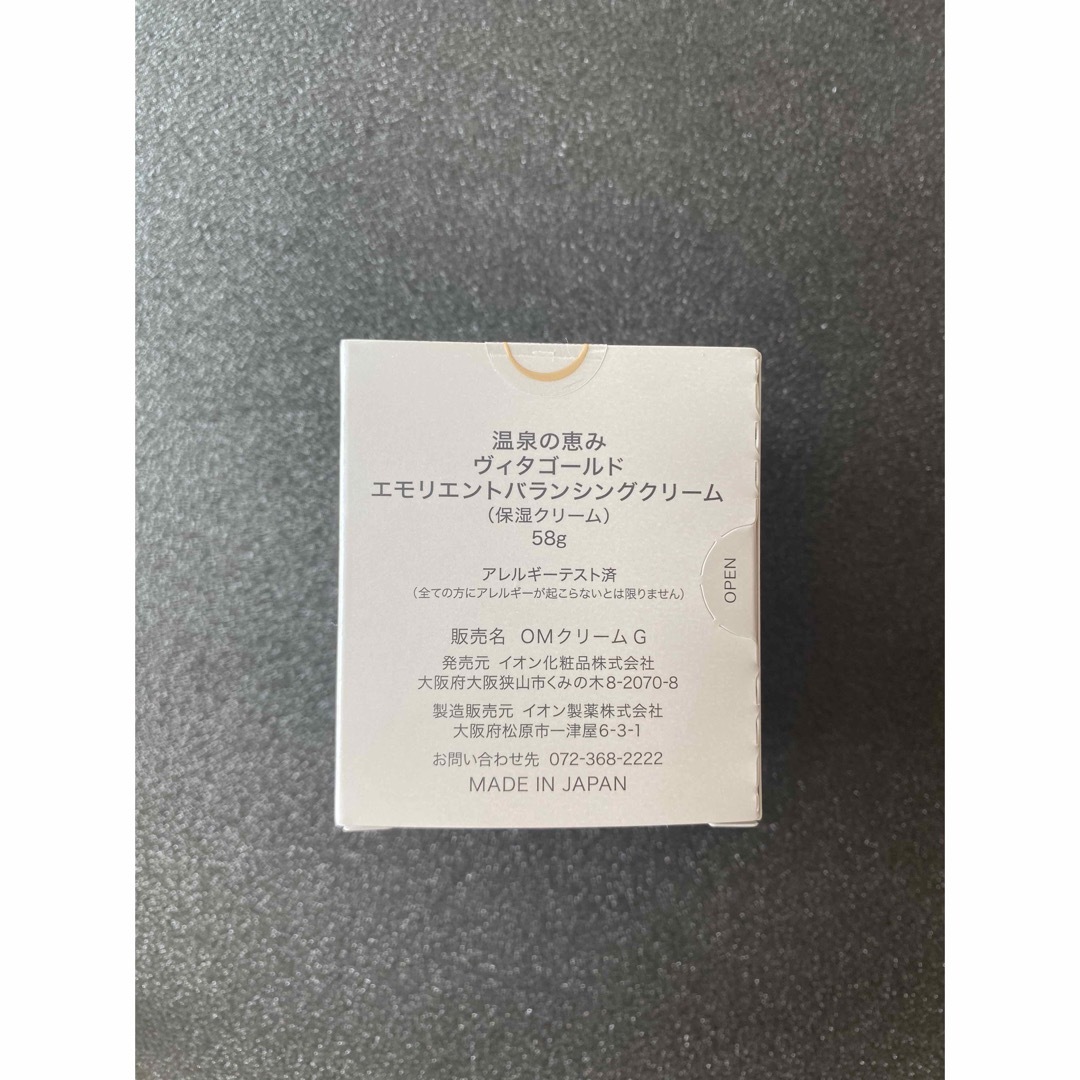 温泉の恵み
ヴィタゴールド
エモリエントバランシングクリーム
（保湿クリーム）
58g
アレルギーテスト済
（全ての方にアレルギーが起こらないとは限りません）
販売名 OMクリームG
発売元 イオン化粧品株式会社
大阪府大阪狭山市くみの木8-2070-8
製造販売元 イオン製薬株式会社
大阪府松原市一津屋6-3-1
お問い合わせ先 072-368-2222
MADE IN JAPAN
OPEN